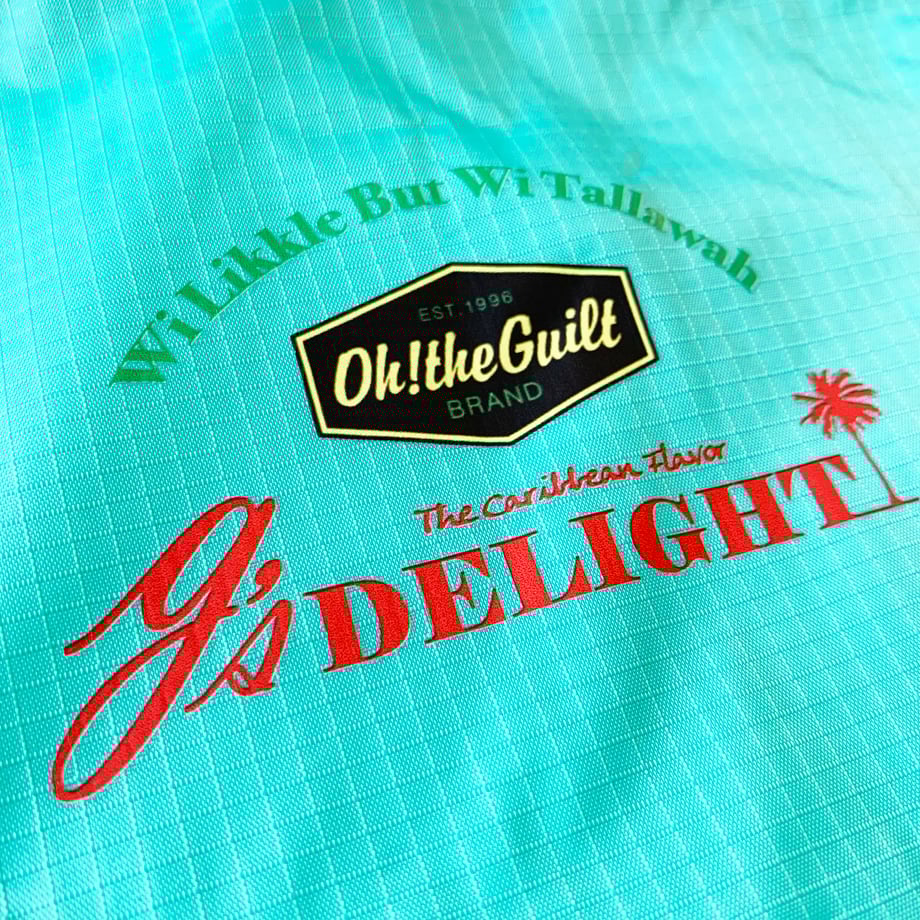 Wi Likkle But Wi Tallawah
EST.1996
Oh!theGuilt
BRAND
The Caribbean Flavor
g's DELIGHT